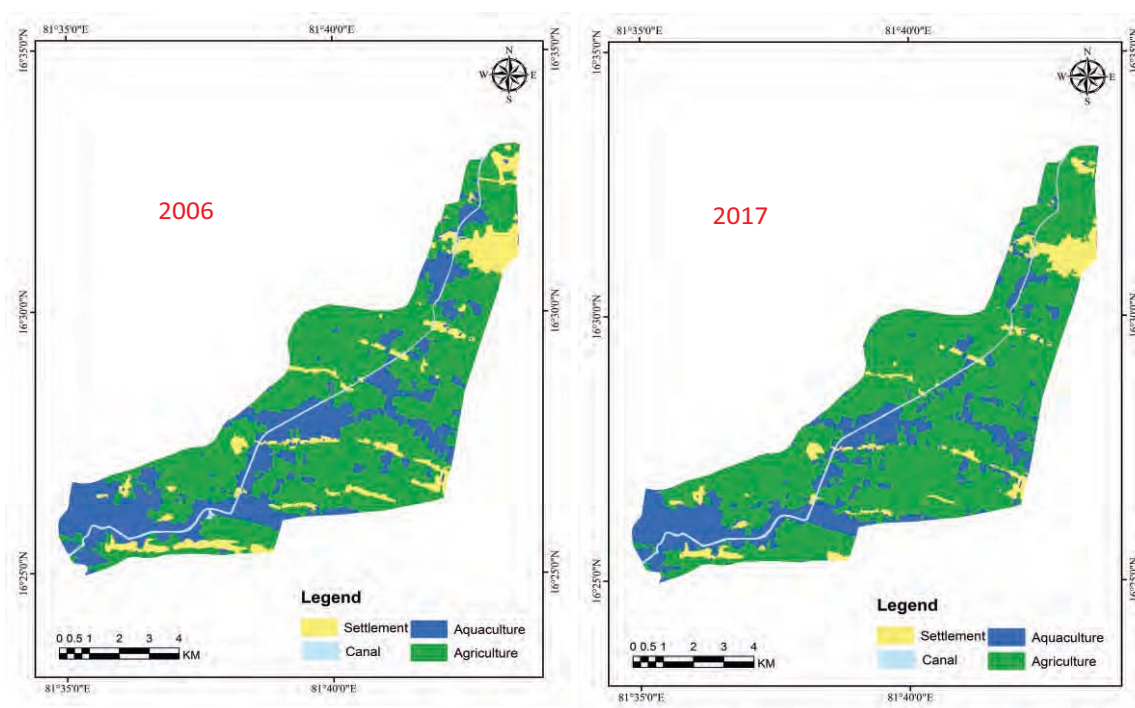 81°35'0"E 81°40'0"E
16°35'0"N 16°35'0"N
N
W E
S
2006
16°30'0"N 16°30'0"N
16°25'0"N 16°25'0"N
Legend
Settlement Aquaculture
Canal Agriculture
0 0.5 1 2 3 4
KM
81°35'0"E 81°40'0"E
81°35'0"E 81°40'0"E
16°35'0"N 16°35'0"N
N
W E
S
2017
16°30'0"N 16°30'0"N
16°25'0"N 16°25'0"N
Legend
Settlement Aquaculture
Canal Agriculture
0 0.5 1 2 3 4
KM
81°35'0"E 81°40'0"E